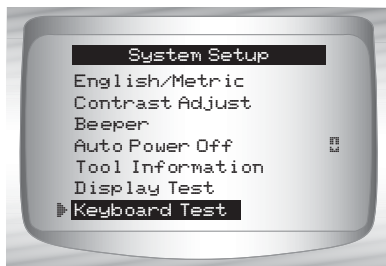 System Setup
English/Metric
Contrast Adjust
Beeper
Auto Power Off
Tool Information
Display Test
Keyboard Test